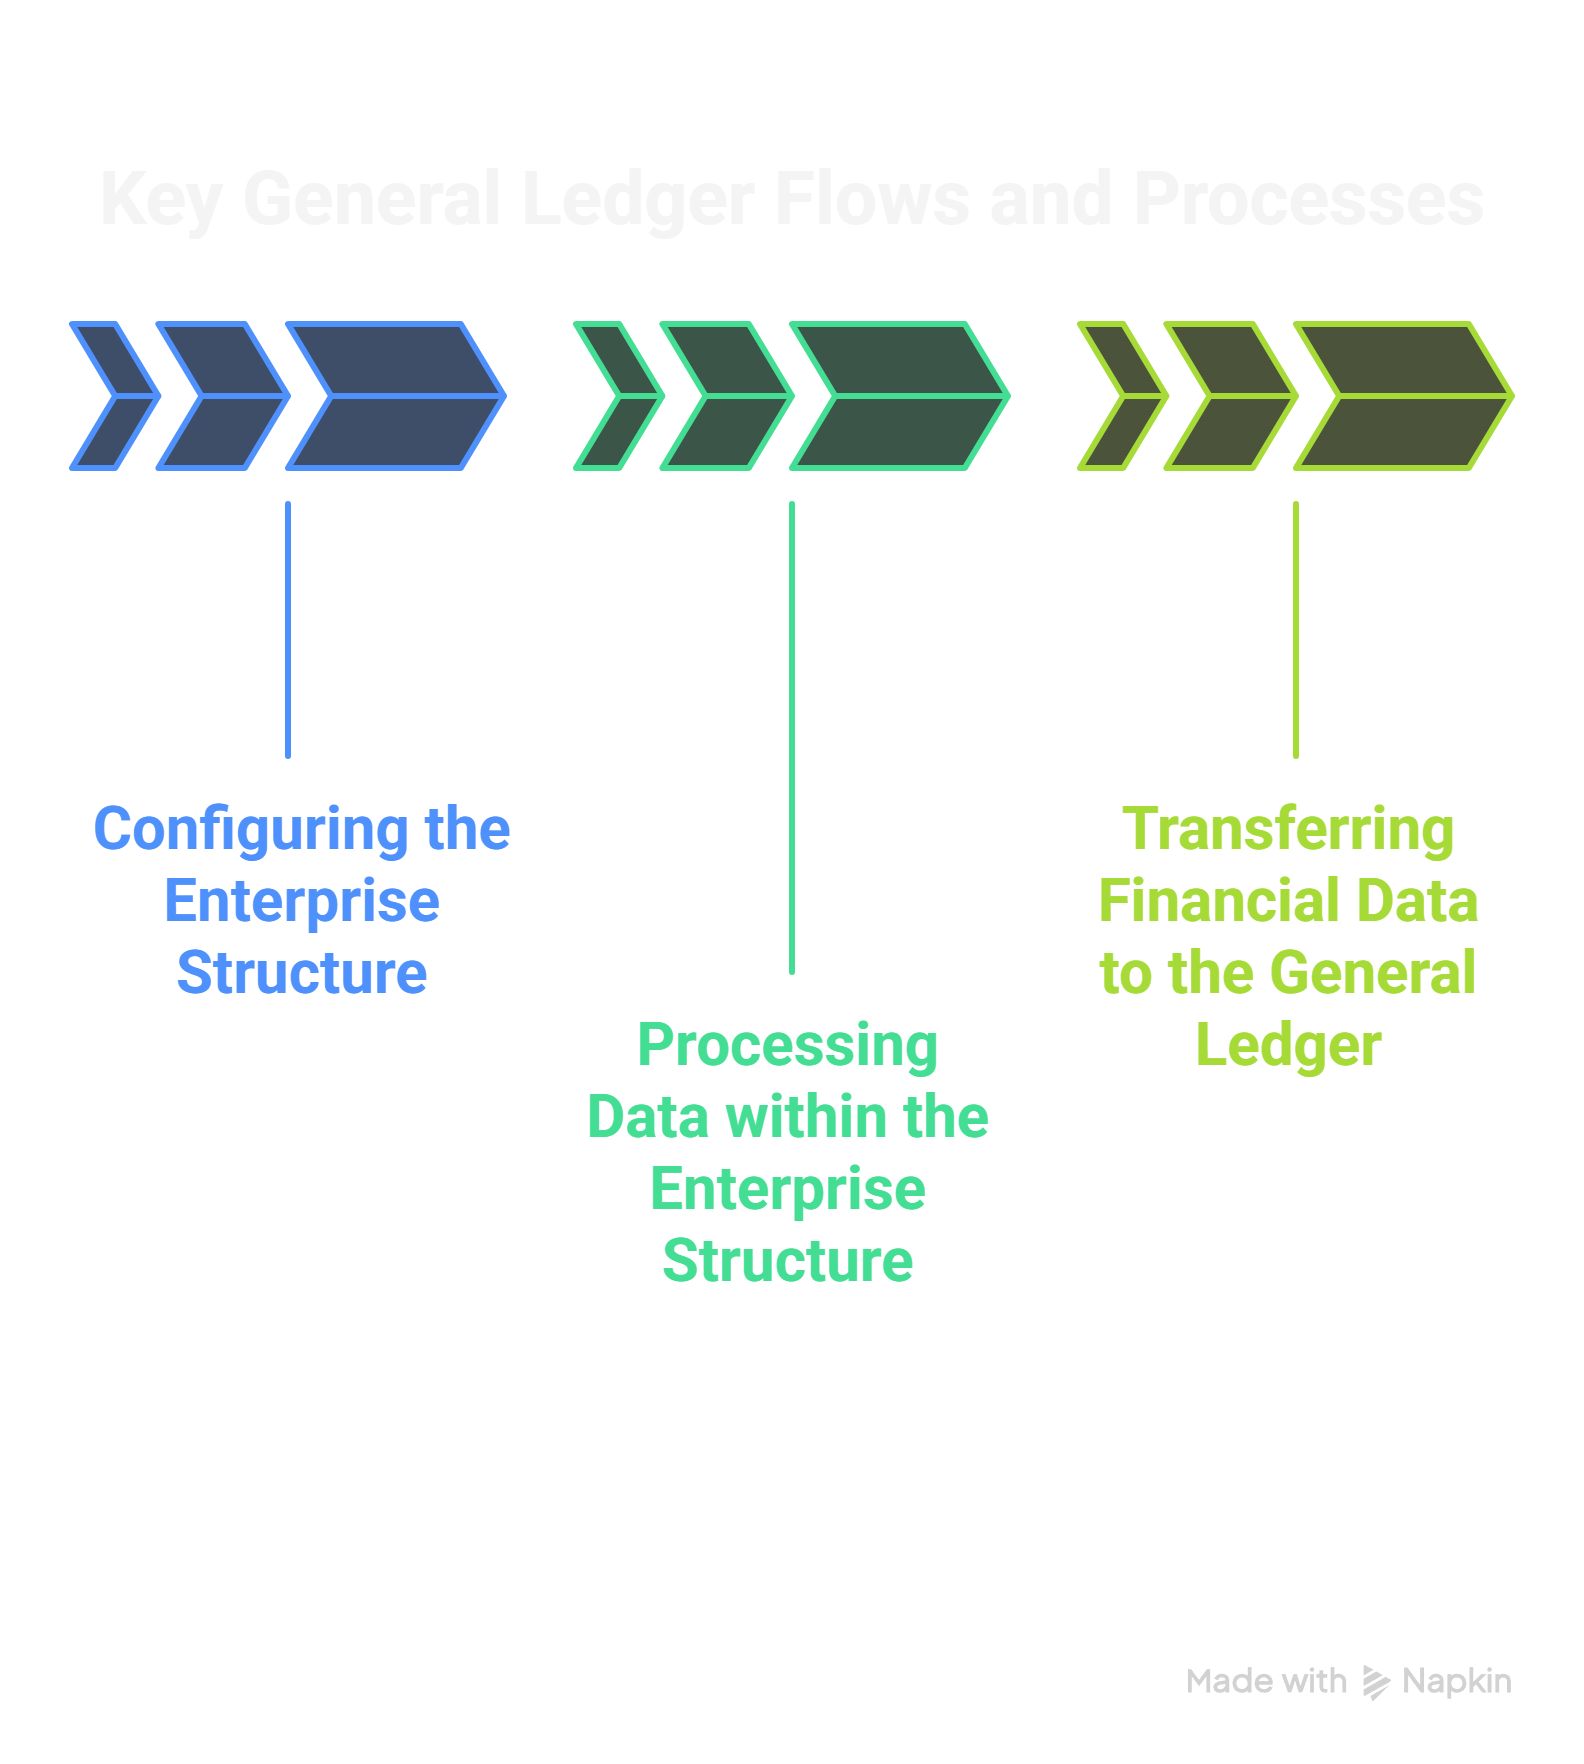 Key General Ledger Flows and Processes
Configuring the
Enterprise
Structure
Processing
Data within the
Enterprise
Structure
Transferring
Financial Data
to the General
Ledger
Made with Napkin